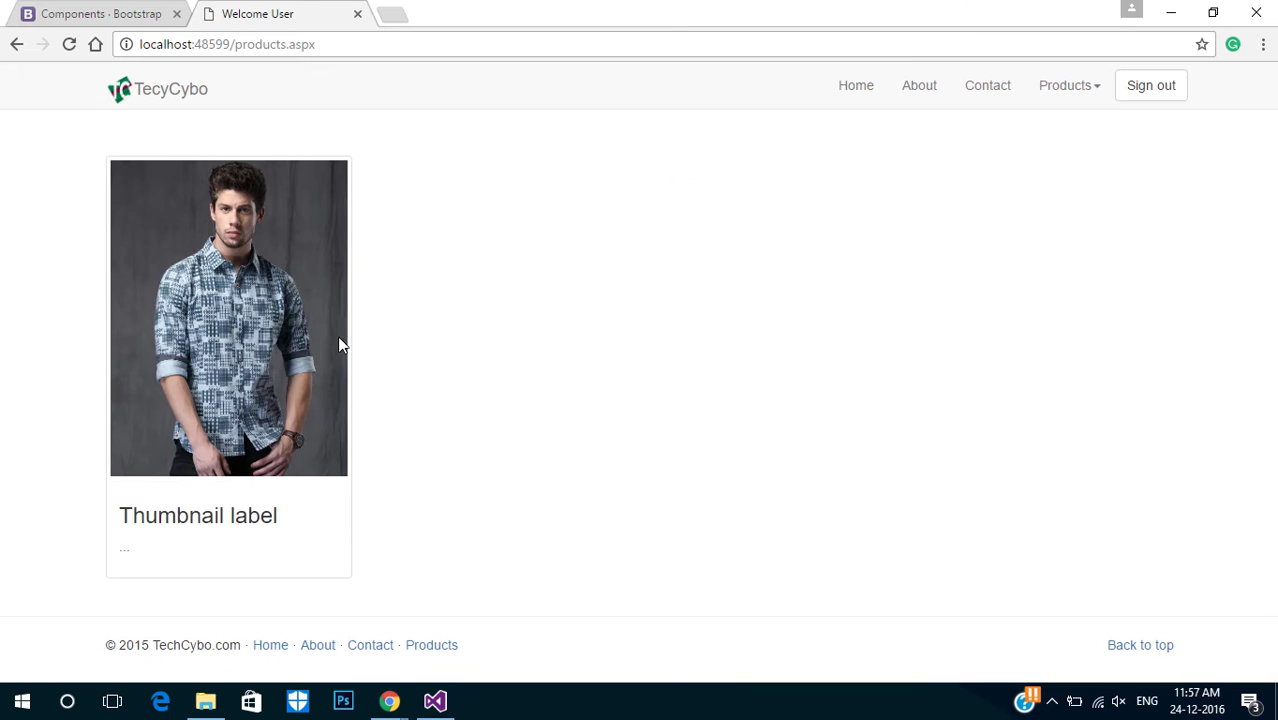 Components · Bootstrap
Welcome User
localhost:48599/products.aspx
TecyCybo
Home
About
Contact
Products
Sign out
Thumbnail label
...
© 2015 TechCybo.com · Home · About · Contact · Products
Back to top
ENG
11:57 AM
24-12-2016
3